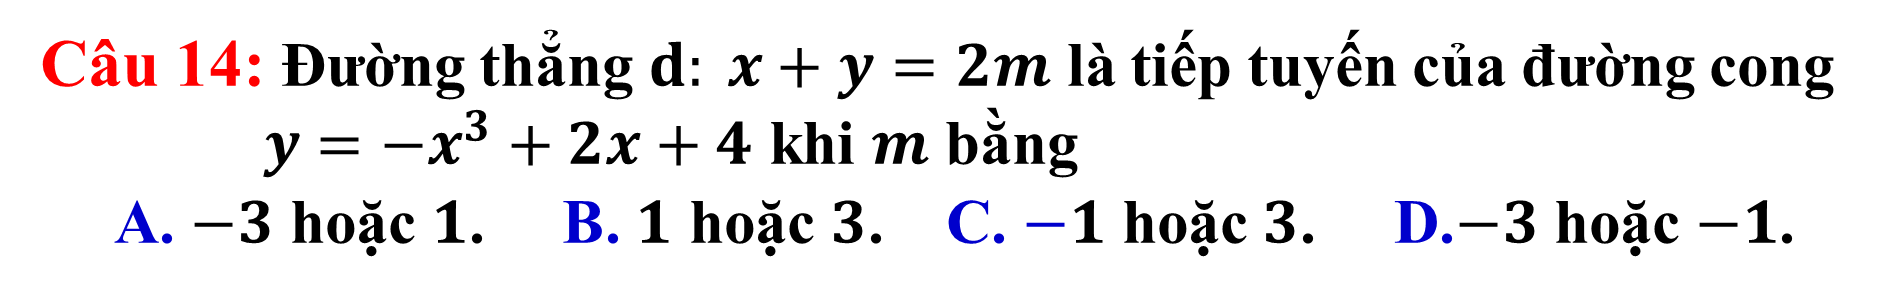 Câu 14: Đường thẳng d: x + y = 2m là tiếp tuyến của đường cong
y = −x³ + 2x + 4 khi m bằng
A. −3 hoặc 1. B. 1 hoặc 3. C. −1 hoặc 3. D.−3 hoặc −1.